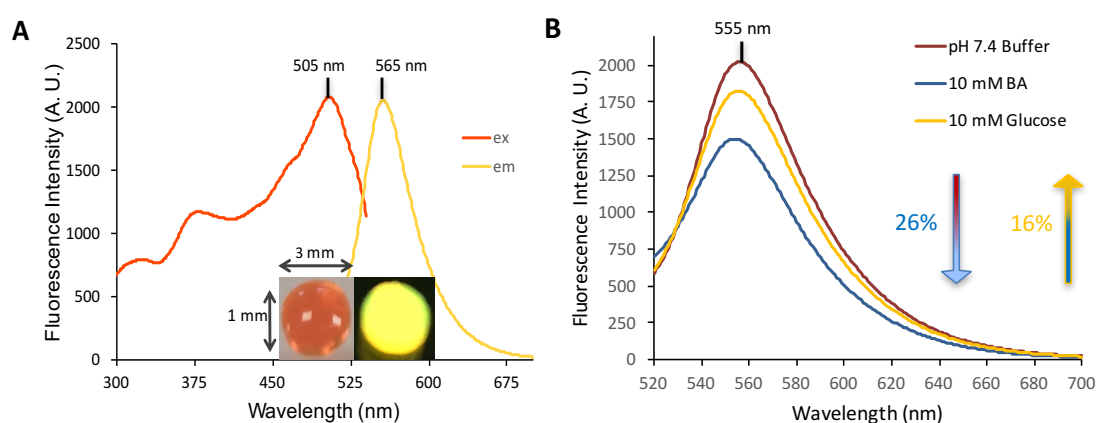 A
Fluorescence Intensity (A. U.)
2500
2000
1500
1000
500
0
505 nm
565 nm
ex
em
3 mm
1 mm
300
375
450
525
600
675
Wavelength (nm)
B
Fluorescence Intensity (A. U.)
2000
1750
1500
1250
1000
750
500
250
0
555 nm
pH 7.4 Buffer
10 mM BA
10 mM Glucose
26%
16%
520
540
560
580
600
620
640
660
680
700
Wavelength (nm)